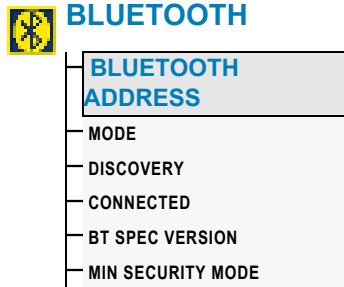 BLUETOOTH
BLUETOOTH
ADDRESS
MODE
DISCOVERY
CONNECTED
BT SPEC VERSION
MIN SECURITY MODE